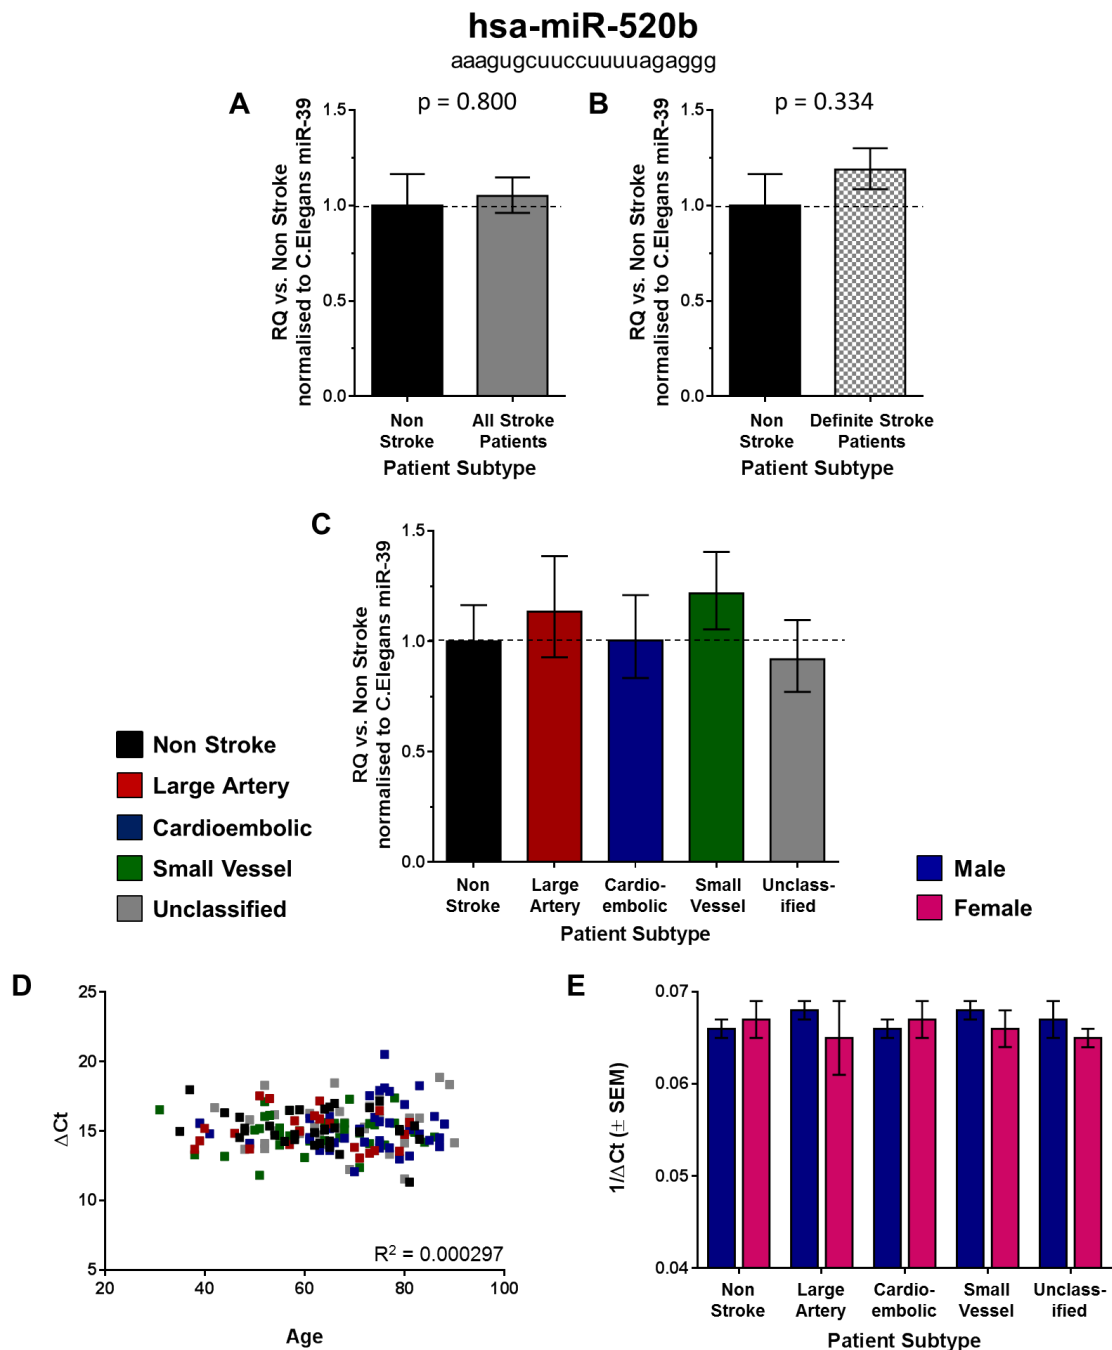 hsa-miR-520b
aaagugcuuccuuuuagaggg
A
p = 0.800
RQ vs. Non Stroke
normalised to C.Elegans miR-39
1.5
1.0
0.5
0.0
Non
Stroke
All Stroke
Patients
Patient Subtype
B
p = 0.334
RQ vs. Non Stroke
normalised to C.Elegans miR-39
1.5
1.0
0.5
0.0
Non
Stroke
Definite Stroke
Patients
Patient Subtype
C
RQ vs. Non Stroke
normalised to C.Elegans miR-39
1.5
1.0
0.5
0.0
Non
Stroke
Large
Artery
Cardio-
embolic
Small
Vessel
Unclass-
ified
Patient Subtype
Non Stroke
Large Artery
Cardioembolic
Small Vessel
Unclassified
Male
Female
D
ΔCt
25
20
15
10
5
20
40
60
80
100
R² = 0.000297
Age
E
1/ΔCt (± SEM)
0.07
0.06
0.05
0.04
Non
Stroke
Large
Artery
Cardio-
embolic
Small
Vessel
Unclass-
ified
Patient Subtype